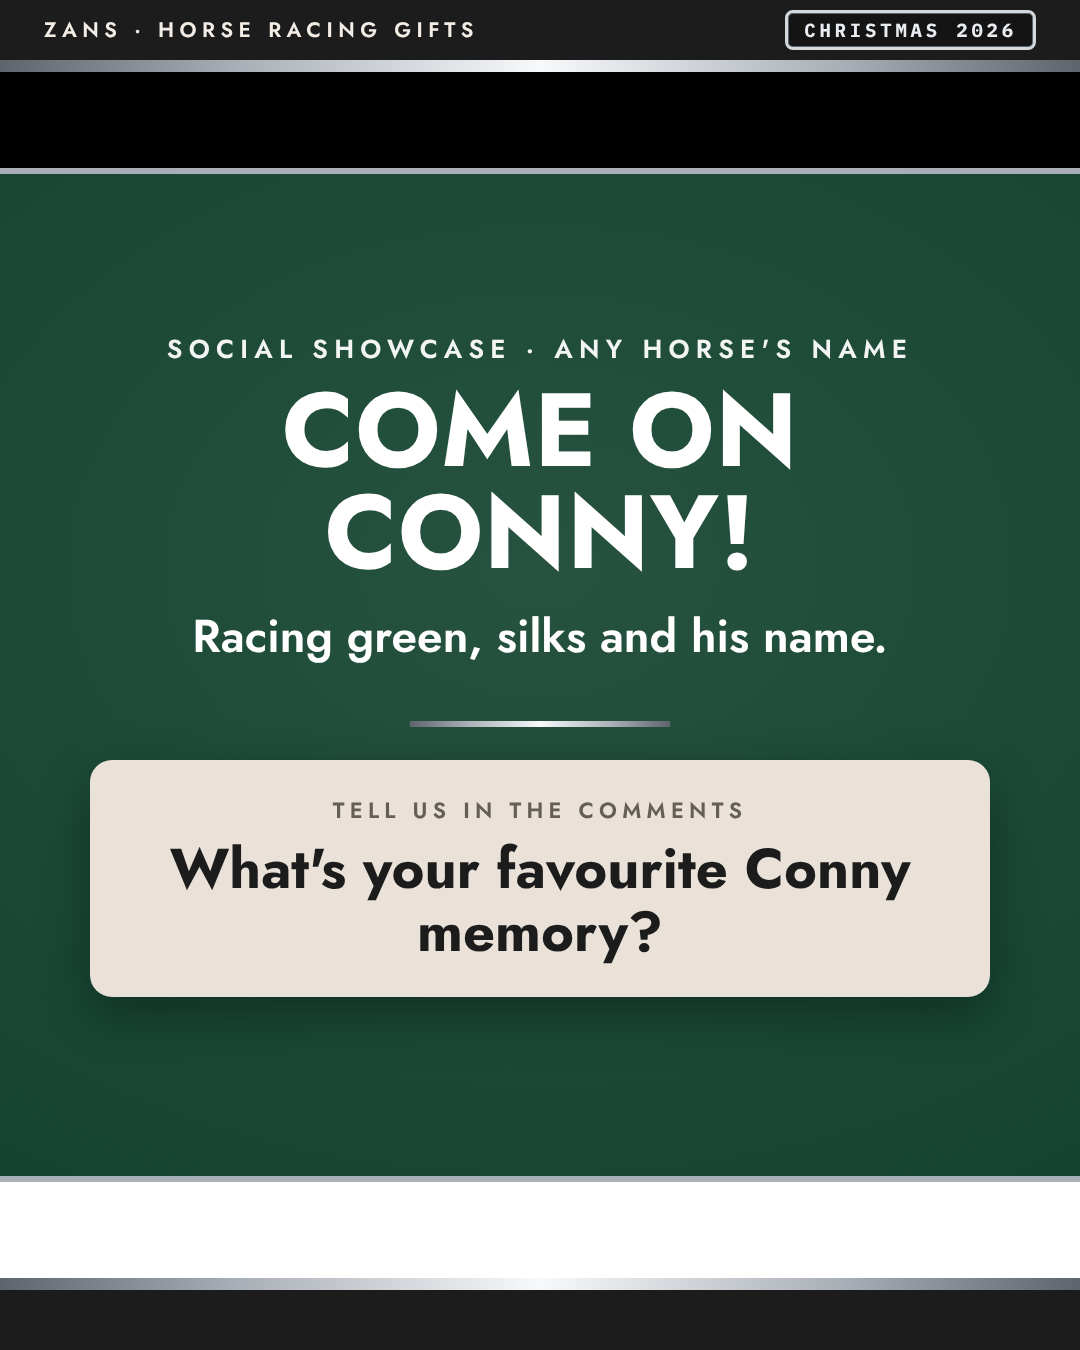 ZANS · HORSE RACING GIFTS
CHRISTMAS 2026
SOCIAL SHOWCASE · ANY HORSE'S NAME
COME ON
CONNY!
Racing green, silks and his name.
TELL US IN THE COMMENTS
What's your favourite Conny
memory?